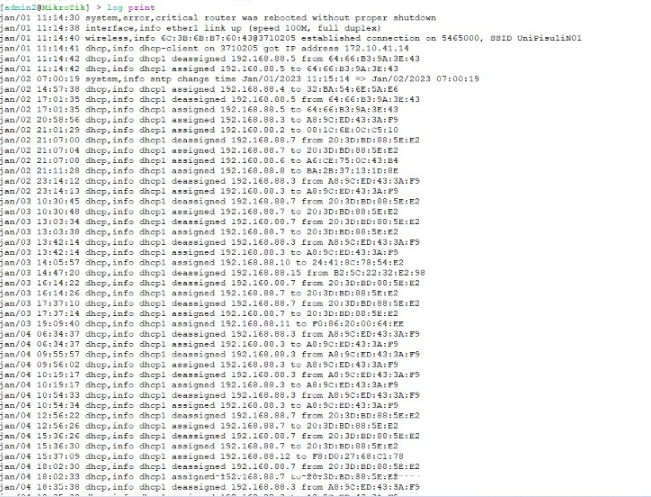 [admin2@MikroTik] > log print
jan/01 11:14:30 system,error,critical router was rebooted without proper shutdown
jan/01 11:14:38 interface,info ether1 link up (speed 100M, full duplex)
jan/01 11:14:40 wireless,info 6C:3B:6B:B7:60:43@3710205 established connection on 5465000, SSID UniPisuliN01
jan/01 11:14:41 dhcp,info dhcp-client on 3710205 got IP address 172.10.41.14
jan/01 11:14:42 dhcp,info dhcp1 deassigned 192.168.88.5 from 64:66:B3:9A:3E:43
jan/01 11:14:42 dhcp,info dhcp1 assigned 192.168.88.5 to 64:66:B3:9A:3E:43
jan/02 07:00:19 system,info sntp change time Jan/01/2023 11:15:14 => Jan/02/2023 07:00:19
jan/02 14:57:38 dhcp,info dhcp1 assigned 192.168.88.4 to 32:BA:54:6E:5A:E6
jan/02 17:01:35 dhcp,info dhcp1 deassigned 192.168.88.5 from 64:66:B3:9A:3E:43
jan/02 17:01:35 dhcp,info dhcp1 assigned 192.168.88.5 to 64:66:B3:9A:3E:43
jan/02 20:58:56 dhcp,info dhcp1 assigned 192.168.88.3 to A8:9C:ED:43:3A:F9
jan/02 21:01:29 dhcp,info dhcp1 assigned 192.168.88.2 to 08:1C:6E:0C:C5:10
jan/02 21:07:00 dhcp,info dhcp1 deassigned 192.168.88.7 from 20:3D:BD:88:5E:E2
jan/02 21:07:04 dhcp,info dhcp1 assigned 192.168.88.7 to 20:3D:BD:88:5E:E2
jan/02 21:07:08 dhcp,info dhcp1 assigned 192.168.88.6 to A6:CE:75:0C:43:B4
jan/02 21:11:28 dhcp,info dhcp1 assigned 192.168.88.8 to BA:2B:37:13:1D:8E
jan/02 23:14:12 dhcp,info dhcp1 deassigned 192.168.88.3 from A8:9C:ED:43:3A:F9
jan/02 23:14:13 dhcp,info dhcp1 assigned 192.168.88.3 to A8:9C:ED:43:3A:F9
jan/03 10:30:45 dhcp,info dhcp1 deassigned 192.168.88.7 from 20:3D:BD:88:5E:E2
jan/03 10:30:48 dhcp,info dhcp1 assigned 192.168.88.7 to 20:3D:BD:88:5E:E2
jan/03 13:03:34 dhcp,info dhcp1 deassigned 192.168.88.7 from 20:3D:BD:88:5E:E2
jan/03 13:03:38 dhcp,info dhcp1 assigned 192.168.88.7 to 20:3D:BD:88:5E:E2
jan/03 13:42:14 dhcp,info dhcp1 deassigned 192.168.88.3 from A8:9C:ED:43:3A:F9
jan/03 13:42:14 dhcp,info dhcp1 assigned 192.168.88.3 to A8:9C:ED:43:3A:F9
jan/03 14:05:57 dhcp,info dhcp1 assigned 192.168.88.10 to 24:41:8C:78:54:E2
jan/03 14:47:20 dhcp,info dhcp1 deassigned 192.168.88.15 from B2:5C:22:32:E2:98
jan/03 16:14:22 dhcp,info dhcp1 deassigned 192.168.88.7 from 20:3D:BD:88:5E:E2
jan/03 16:14:26 dhcp,info dhcp1 assigned 192.168.88.7 to 20:3D:BD:88:5E:E2
jan/03 17:37:10 dhcp,info dhcp1 deassigned 192.168.88.7 from 20:3D:BD:88:5E:E2
jan/03 17:37:14 dhcp,info dhcp1 assigned 192.168.88.7 to 20:3D:BD:88:5E:E2
jan/03 19:09:40 dhcp,info dhcp1 assigned 192.168.88.11 to F0:86:20:00:64:EE
jan/04 06:34:37 dhcp,info dhcp1 deassigned 192.168.88.3 from A8:9C:ED:43:3A:F9
jan/04 06:34:37 dhcp,info dhcp1 assigned 192.168.88.3 to A8:9C:ED:43:3A:F9
jan/04 09:55:57 dhcp,info dhcp1 deassigned 192.168.88.3 from A8:9C:ED:43:3A:F9
jan/04 09:56:02 dhcp,info dhcp1 assigned 192.168.88.3 to A8:9C:ED:43:3A:F9
jan/04 10:19:17 dhcp,info dhcp1 deassigned 192.168.88.3 from A8:9C:ED:43:3A:F9
jan/04 10:19:17 dhcp,info dhcp1 assigned 192.168.88.3 to A8:9C:ED:43:3A:F9
jan/04 10:54:33 dhcp,info dhcp1 deassigned 192.168.88.3 from A8:9C:ED:43:3A:F9
jan/04 10:54:34 dhcp,info dhcp1 assigned 192.168.88.3 to A8:9C:ED:43:3A:F9
jan/04 12:56:22 dhcp,info dhcp1 deassigned 192.168.88.7 from 20:3D:BD:88:5E:E2
jan/04 12:56:26 dhcp,info dhcp1 assigned 192.168.88.7 to 20:3D:BD:88:5E:E2
jan/04 15:36:26 dhcp,info dhcp1 deassigned 192.168.88.7 from 20:3D:BD:88:5E:E2
jan/04 15:36:30 dhcp,info dhcp1 assigned 192.168.88.7 to 20:3D:BD:88:5E:E2
jan/04 15:37:09 dhcp,info dhcp1 assigned 192.168.88.12 to F8:D0:27:68:C1:78
jan/04 18:02:30 dhcp,info dhcp1 deassigned 192.168.88.7 from 20:3D:BD:88:5E:E2
jan/04 18:02:33 dhcp,info dhcp1 assigned 192.168.88.7 to 20:3D:BD:88:5E:E2
jan/04 18:35:38 dhcp,info dhcp1 deassigned 192.168.88.3 from A8:9C:ED:43:3A:F9